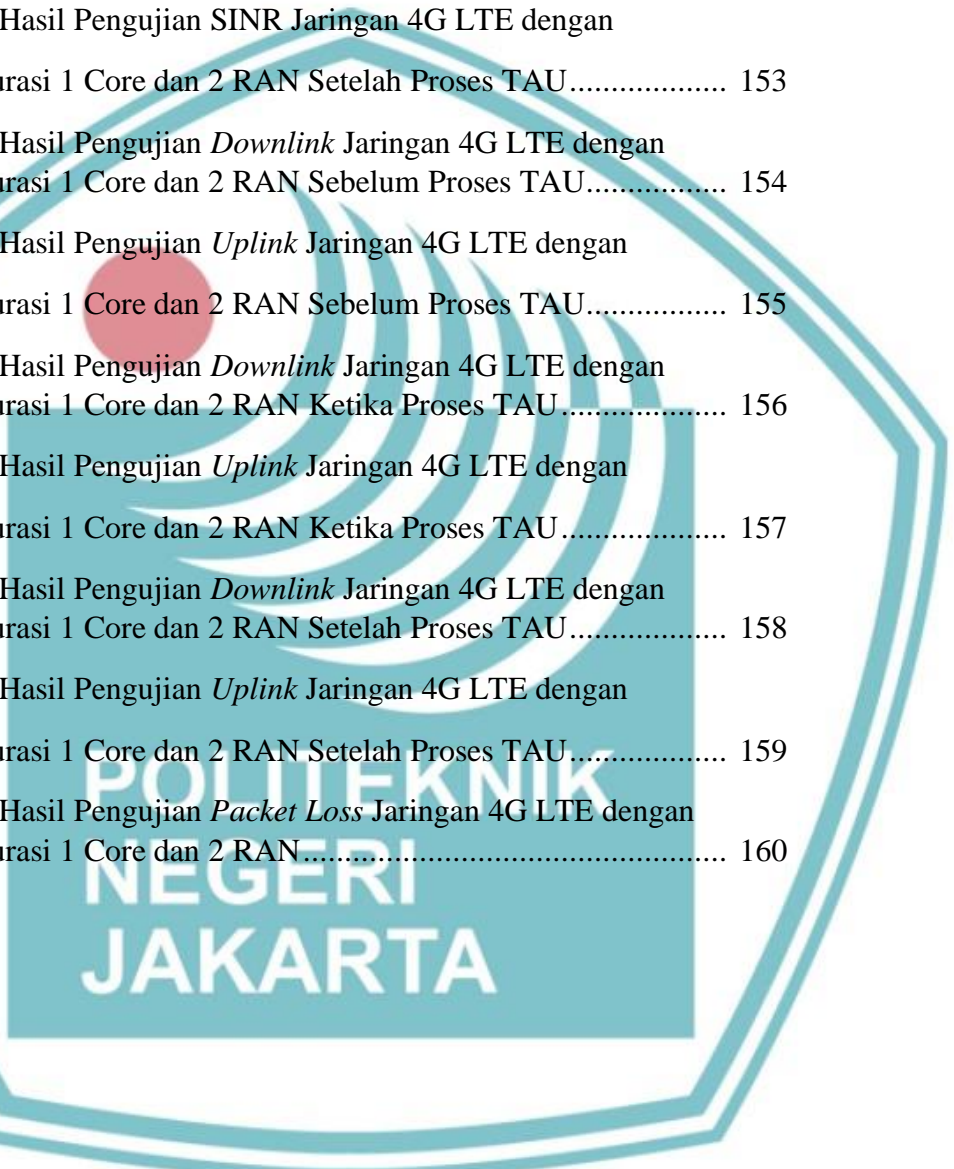 Hasil Pengujian SINR Jaringan 4G LTE dengan
urasi 1 Core dan 2 RAN Setelah Proses TAU................... 153
Hasil Pengujian Downlink Jaringan 4G LTE dengan
urasi 1 Core dan 2 RAN Sebelum Proses TAU................. 154
Hasil Pengujian Uplink Jaringan 4G LTE dengan
urasi 1 Core dan 2 RAN Sebelum Proses TAU................. 155
Hasil Pengujian Downlink Jaringan 4G LTE dengan
urasi 1 Core dan 2 RAN Ketika Proses TAU.................... 156
Hasil Pengujian Uplink Jaringan 4G LTE dengan
urasi 1 Core dan 2 RAN Ketika Proses TAU.................... 157
Hasil Pengujian Downlink Jaringan 4G LTE dengan
urasi 1 Core dan 2 RAN Setelah Proses TAU................... 158
Hasil Pengujian Uplink Jaringan 4G LTE dengan
urasi 1 Core dan 2 RAN Setelah Proses TAU................... 159
Hasil Pengujian Packet Loss Jaringan 4G LTE dengan
urasi 1 Core dan 2 RAN................................................... 160
POLITEKNIK
NEGERI
JAKARTA